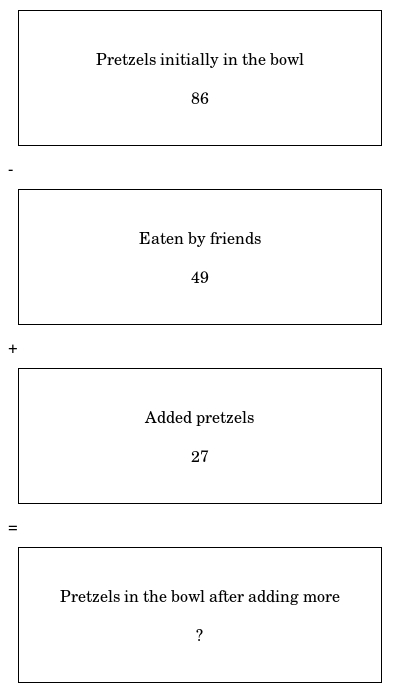 Pretzels initially in the bowl
86
-
Eaten by friends
49
+
Added pretzels
27
=
Pretzels in the bowl after adding more
?